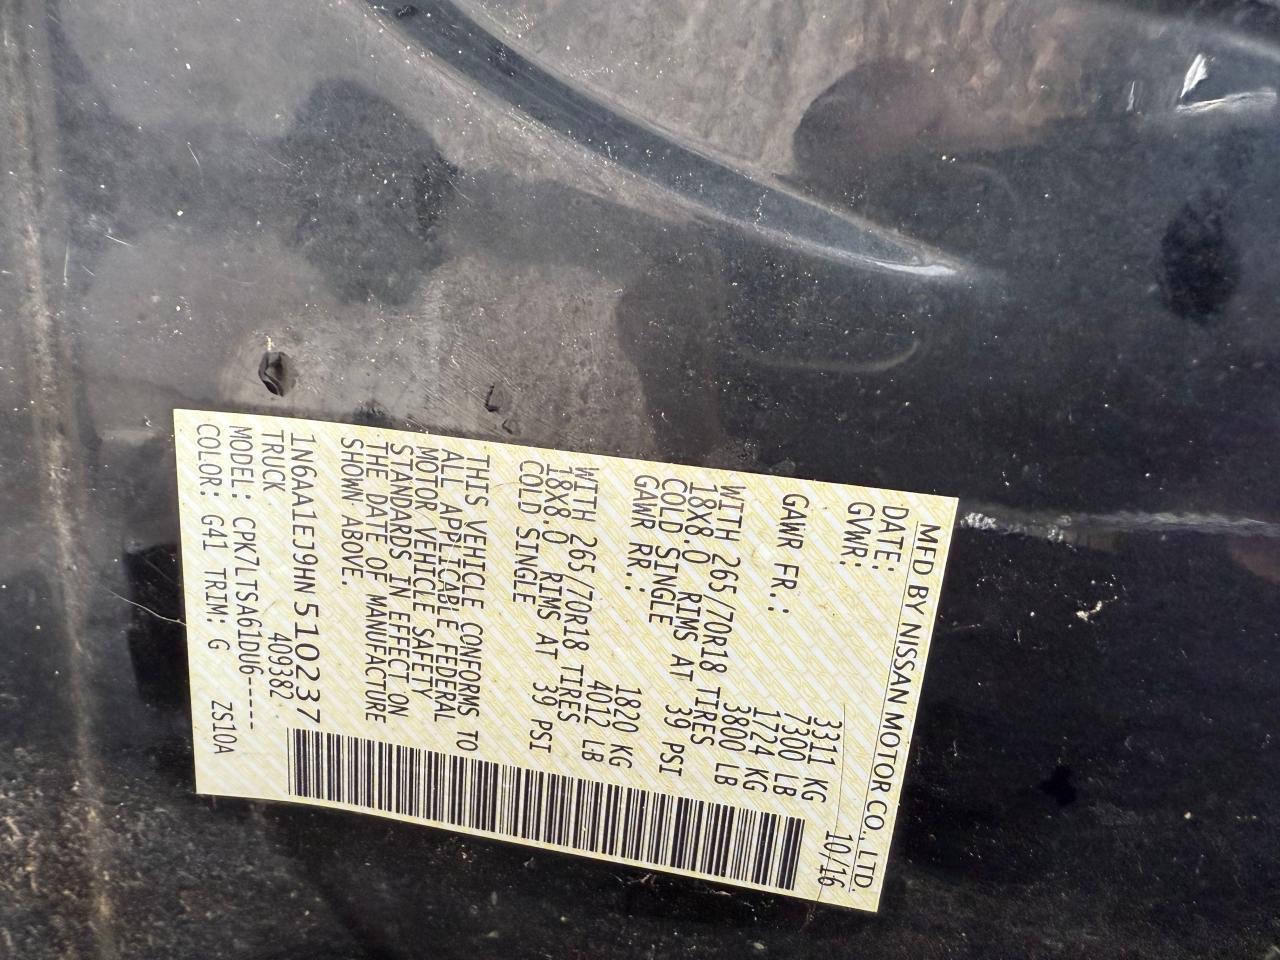 MFD BY NISSAN MOTOR CO., LTD.
DATE: 10/16
GVWR: 3311 KG
7300 LB
GAWR FR.: 1724 KG
3800 LB
WITH 265/70R18 TIRES
18X8.0 RIMS AT 39 PSI
COLD SINGLE
GAWR RR.: 1820 KG
4012 LB
WITH 265/70R18 TIRES
18X8.0 RIMS AT 39 PSI
COLD SINGLE
THIS VEHICLE CONFORMS TO
ALL APPLICABLE FEDERAL
MOTOR VEHICLE SAFETY
STANDARDS IN EFFECT ON
THE DATE OF MANUFACTURE
SHOWN ABOVE.
1N6AA1EJ9HN510237
TRUCK 409382
MODEL: CPK7LTSA61DU6-----
COLOR: G41 TRIM: G ZS10A